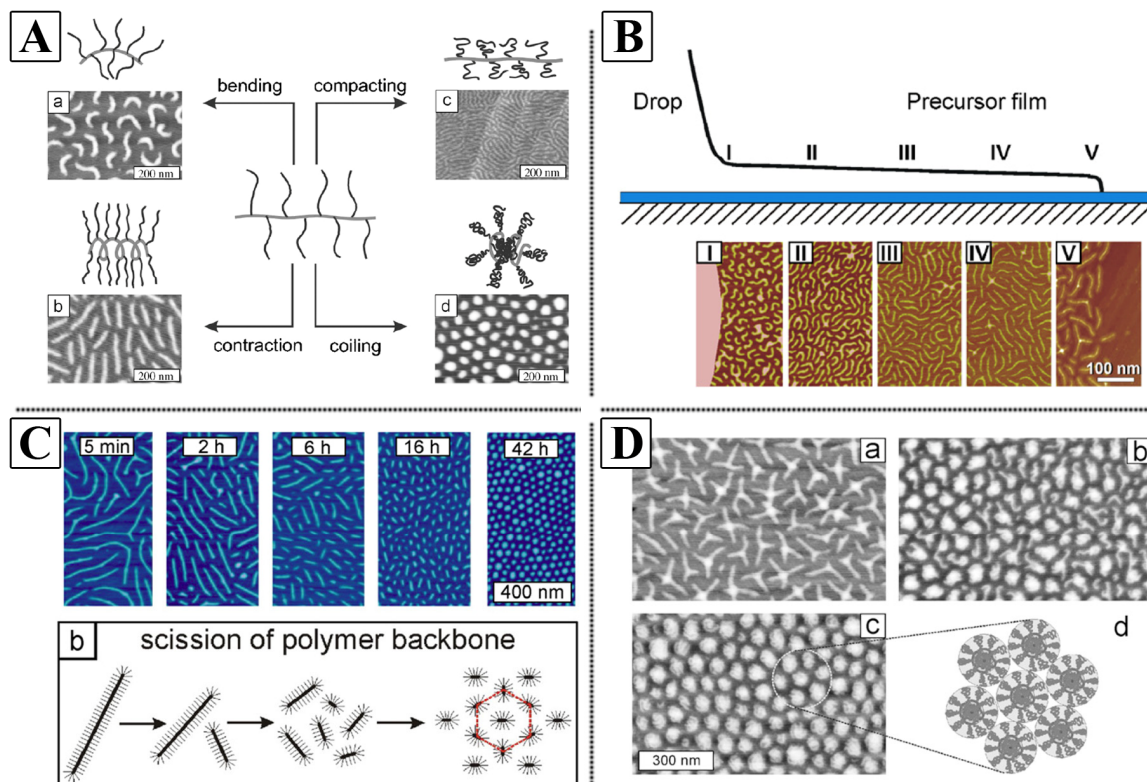 A
bending
compacting
a
200 nm
c
200 nm
b
200 nm
d
200 nm
contraction
coiling
B
Drop
Precursor film
I
II
III
IV
V
I
II
III
IV
V
100 nm
C
5 min
2 h
6 h
16 h
42 h
400 nm
b
scission of polymer backbone
D
a
b
c
d
300 nm